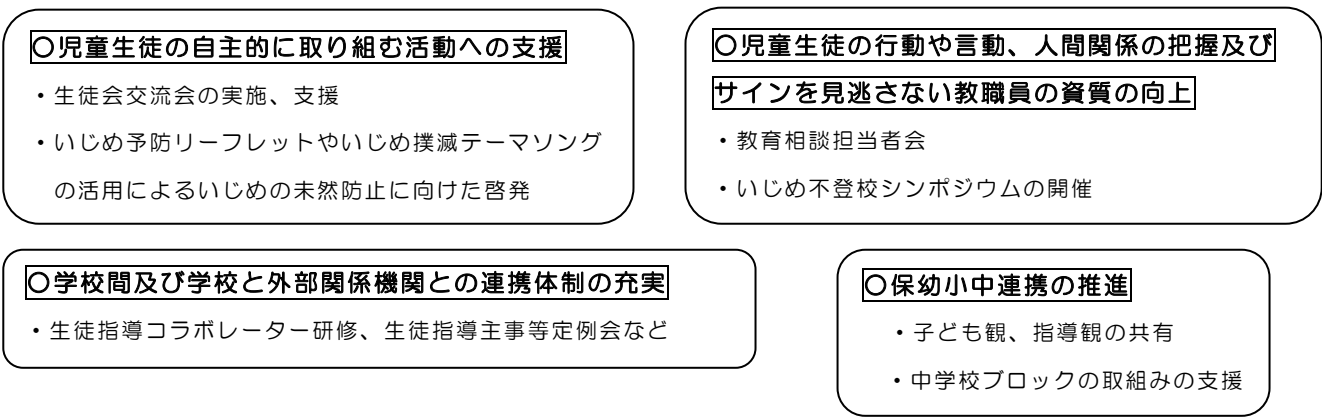 〇児童生徒の自主的に取り組む活動への支援
・生徒会交流会の実施、支援
・いじめ予防リーフレットやいじめ撲滅テーマソング
の活用によるいじめの未然防止に向けた啓発
〇児童生徒の行動や言動、人間関係の把握及び
サインを見逃さない教職員の資質の向上
・教育相談担当者会
・いじめ不登校シンポジウムの開催
〇学校間及び学校と外部関係機関との連携体制の充実
・生徒指導コラボレーター研修、生徒指導主事等定例会など
〇保幼小中連携の推進
・子ども観、指導観の共有
・中学校ブロックの取組みの支援